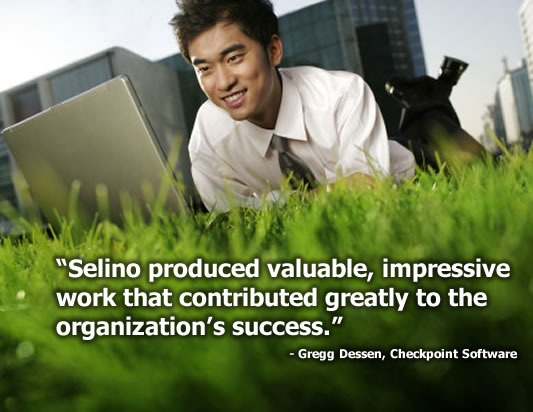 “Selino produced valuable, impressive
work that contributed greatly to the
organization’s success.”
- Gregg Dessen, Checkpoint Software